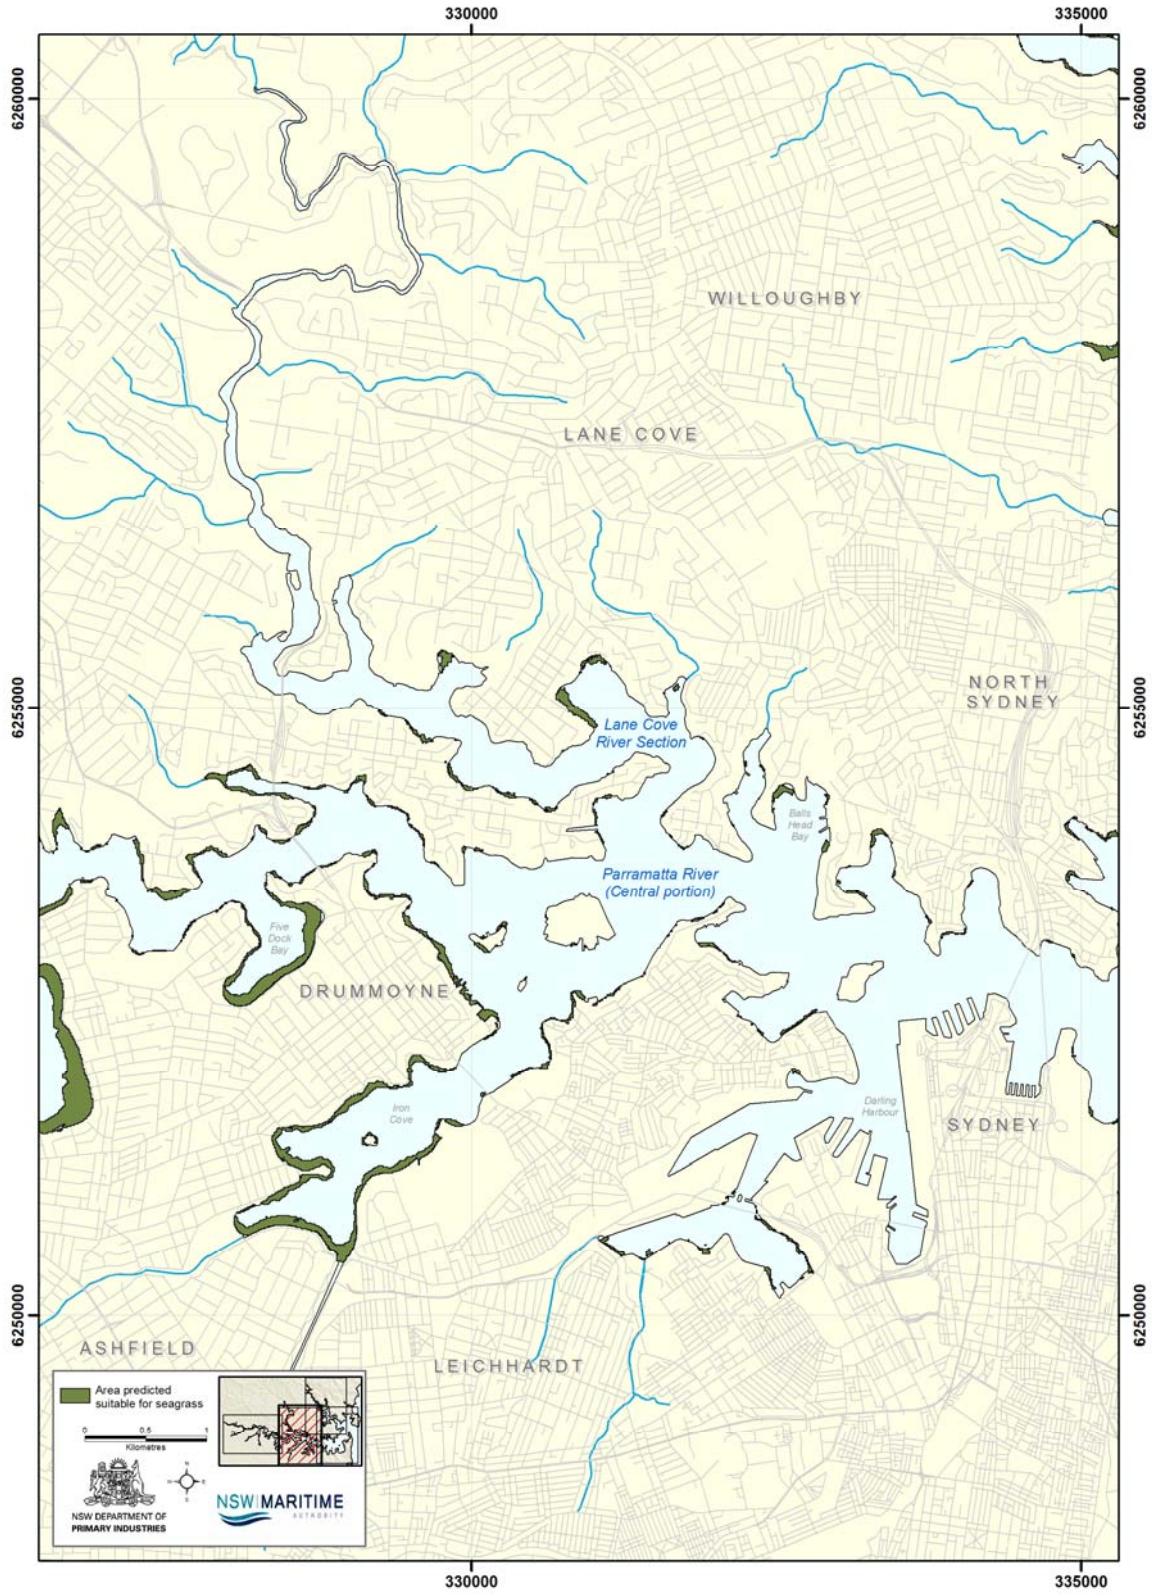 330000
335000
6260000
6260000
WILLOUGHBY
LANE COVE
NORTH
SYDNEY
6255000
6255000
Lane Cove
River Section
Balls
Head
Bay
Parramatta River
(Central portion)
Five
Dock
Bay
DRUMMOYNE
Iron
Cove
Darling
Harbour
SYDNEY
6250000
6250000
ASHFIELD
LEICHHARDT
Area predicted
suitable for seagrass
0 0.5 1
Kilometres
N
W E
S
NSW DEPARTMENT OF
PRIMARY INDUSTRIES
NSW MARITIME
AUTHORITY
330000
335000